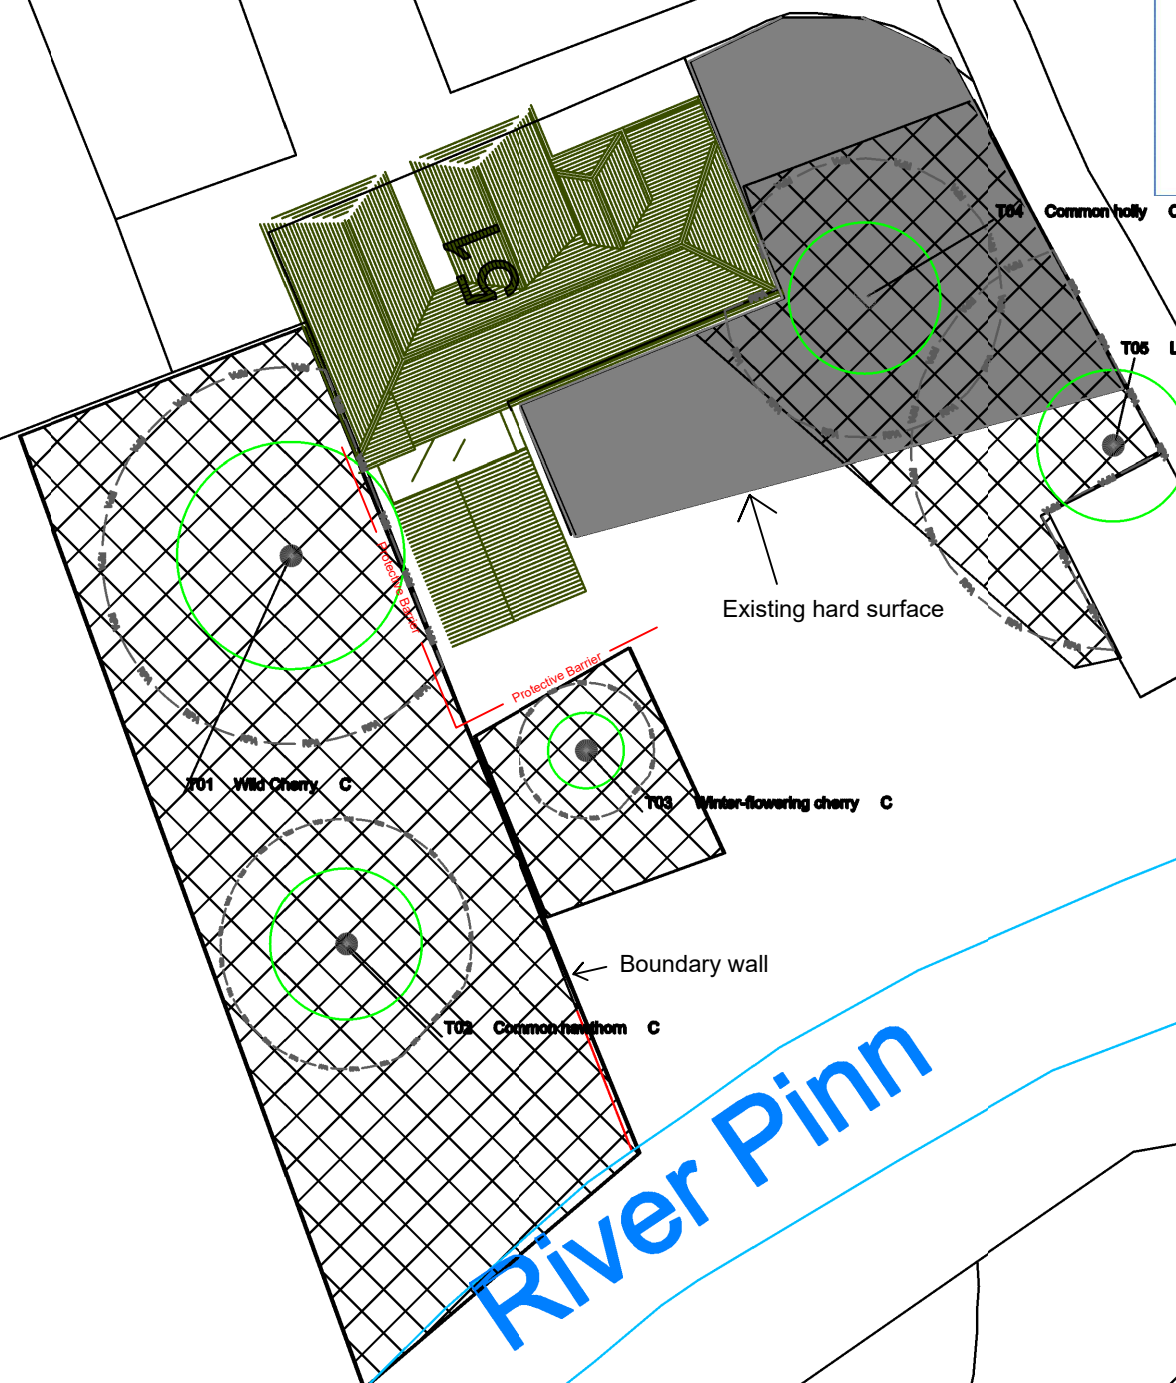 T04 Common holly C
51
T05 L
Protective Barrier
Existing hard surface
Protective Barrier
T01 Wild Cherry C
T03 Winter-flowering cherry C
Boundary wall
T02 Common hawthorn C
River Pinn